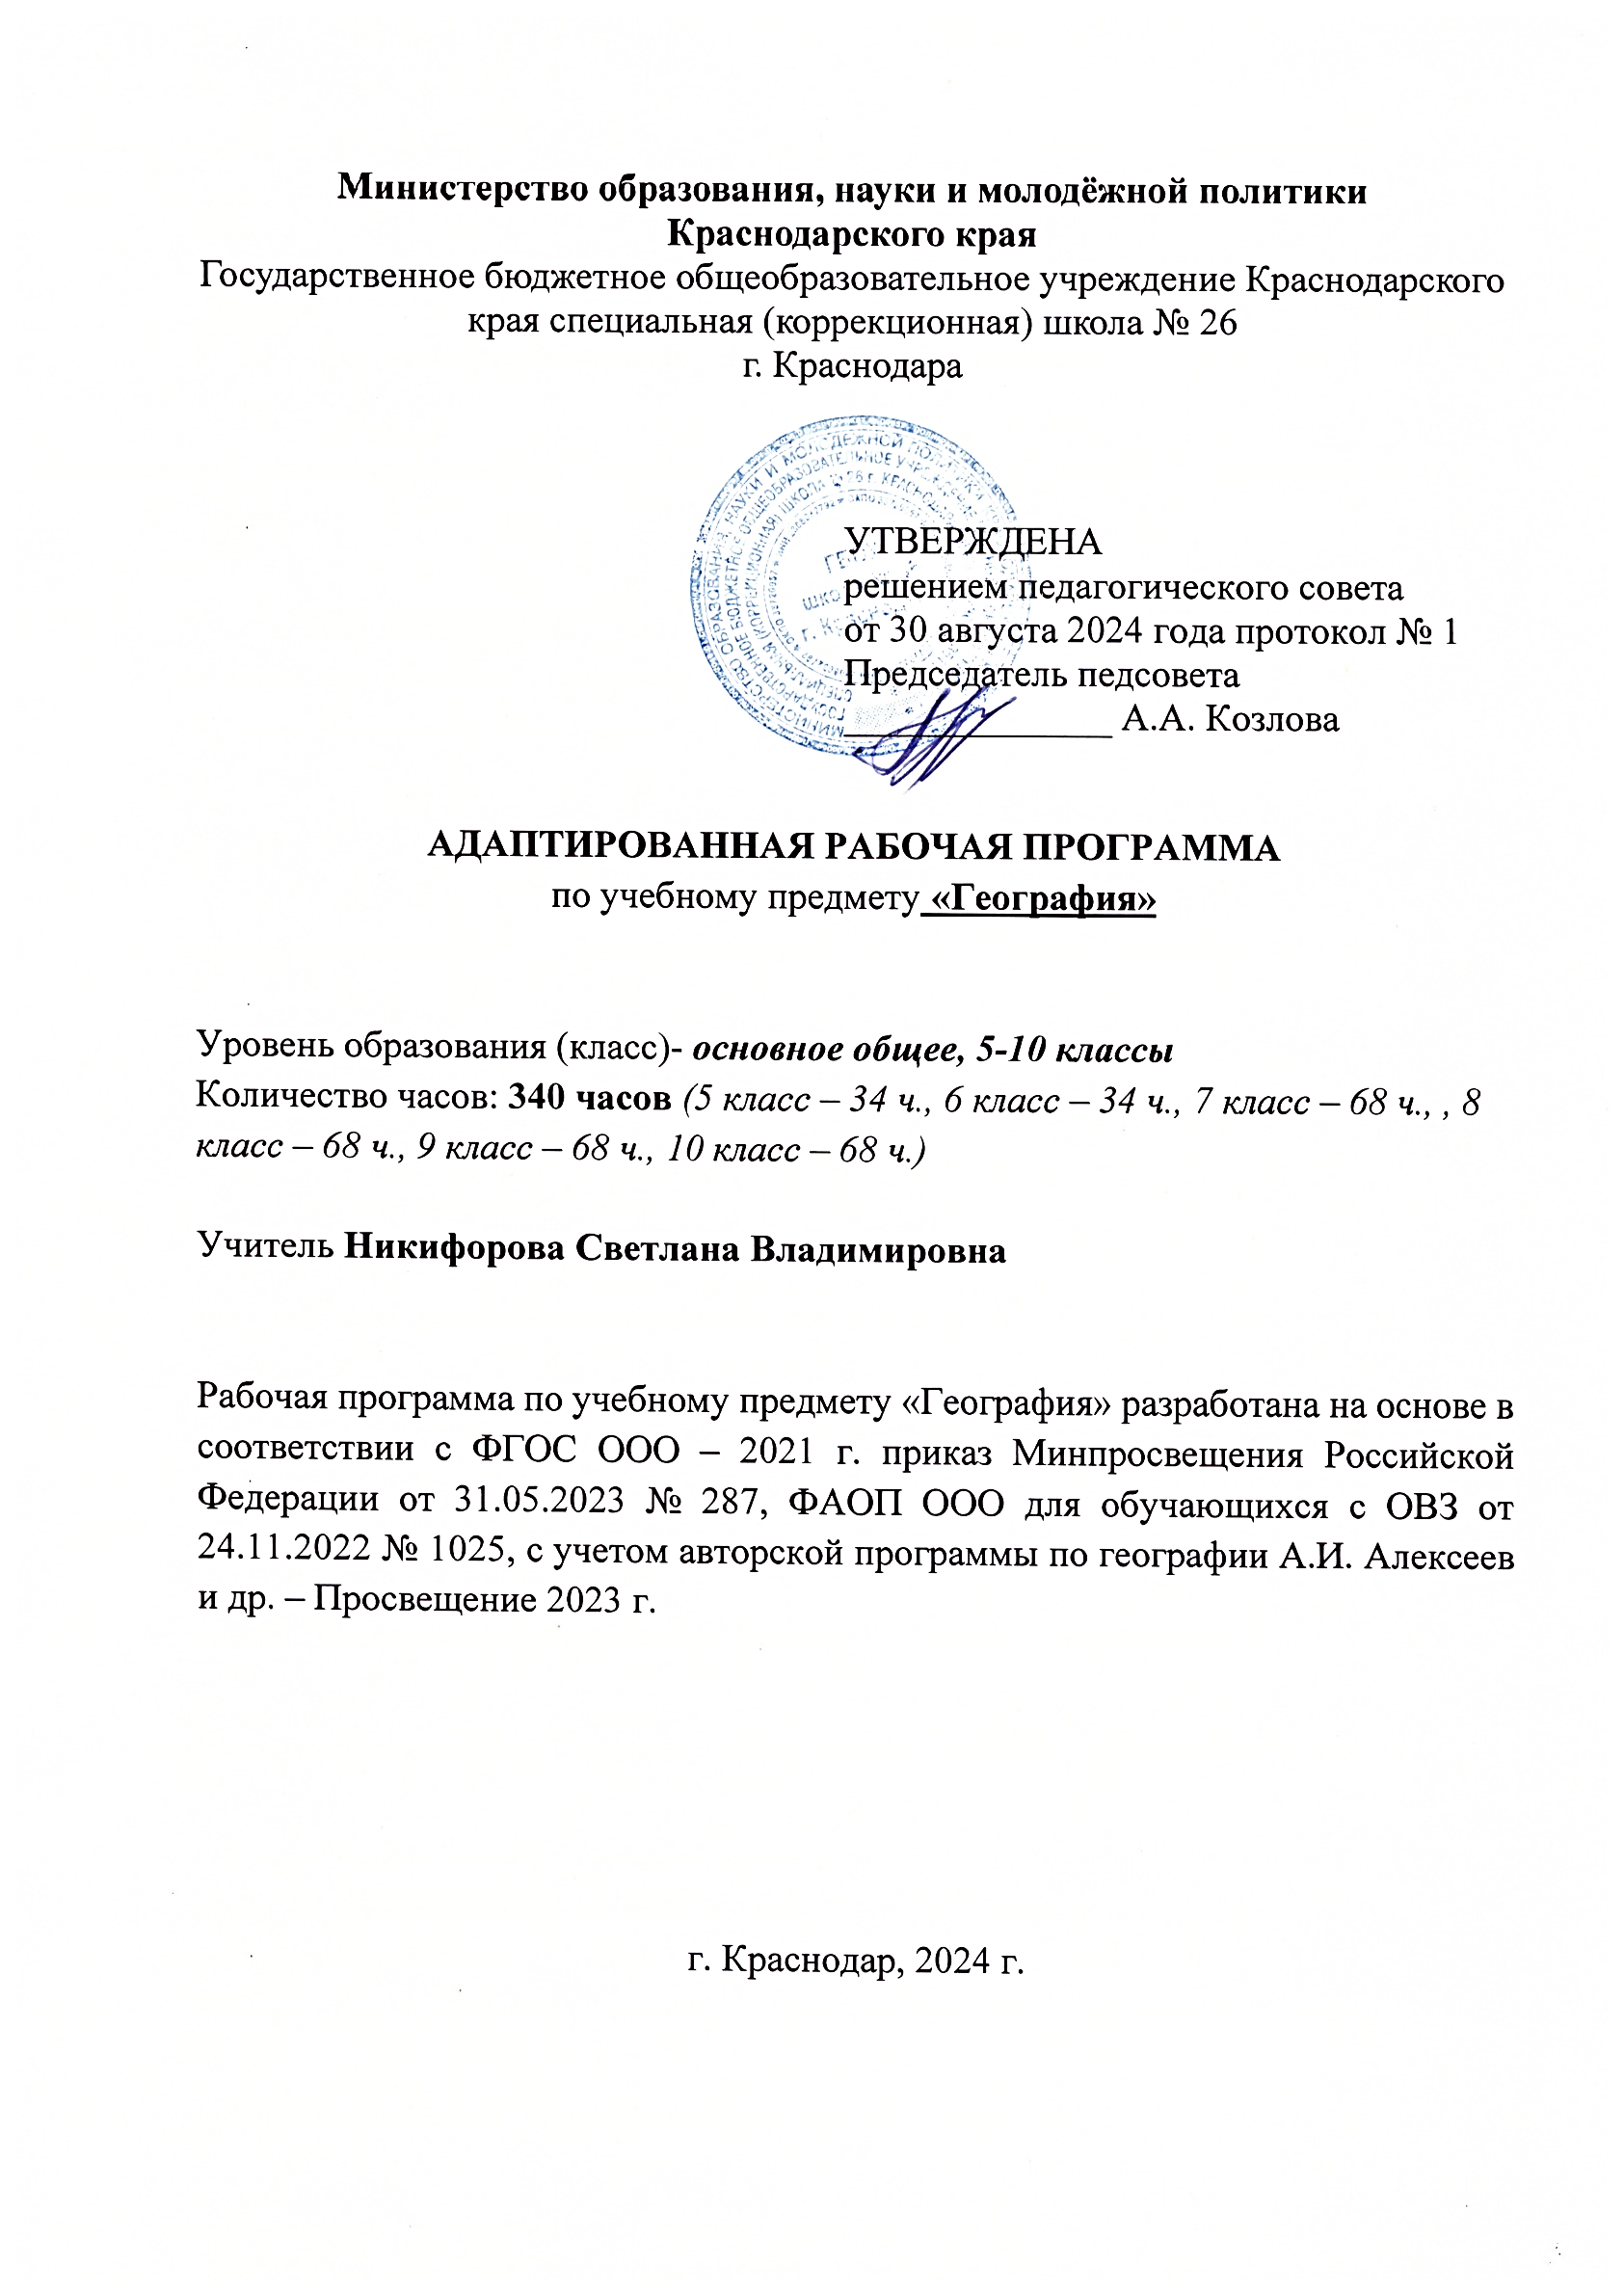 Министерство образования, науки и молодёжной политики
Краснодарского края
Государственное бюджетное общеобразовательное учреждение Краснодарского
края специальная (коррекционная) школа № 26
г. Краснодара
УТВЕРЖДЕНА
решением педагогического совета
от 30 августа 2024 года протокол № 1
Председатель педсовета
______________ А.А. Козлова
АДАПТИРОВАННАЯ РАБОЧАЯ ПРОГРАММА
по учебному предмету «География»
Уровень образования (класс)- основное общее, 5-10 классы
Количество часов: 340 часов (5 класс – 34 ч., 6 класс – 34 ч., 7 класс – 68 ч., , 8
класс – 68 ч., 9 класс – 68 ч., 10 класс – 68 ч.)
Учитель Никифорова Светлана Владимировна
Рабочая программа по учебному предмету «География» разработана на основе в
соответствии с ФГОС ООО – 2021 г. приказ Минпросвещения Российской
Федерации от 31.05.2023 № 287, ФАОП ООО для обучающихся с ОВЗ от
24.11.2022 № 1025, с учетом авторской программы по географии А.И. Алексеев
и др. – Просвещение 2023 г.
г. Краснодар, 2024 г.